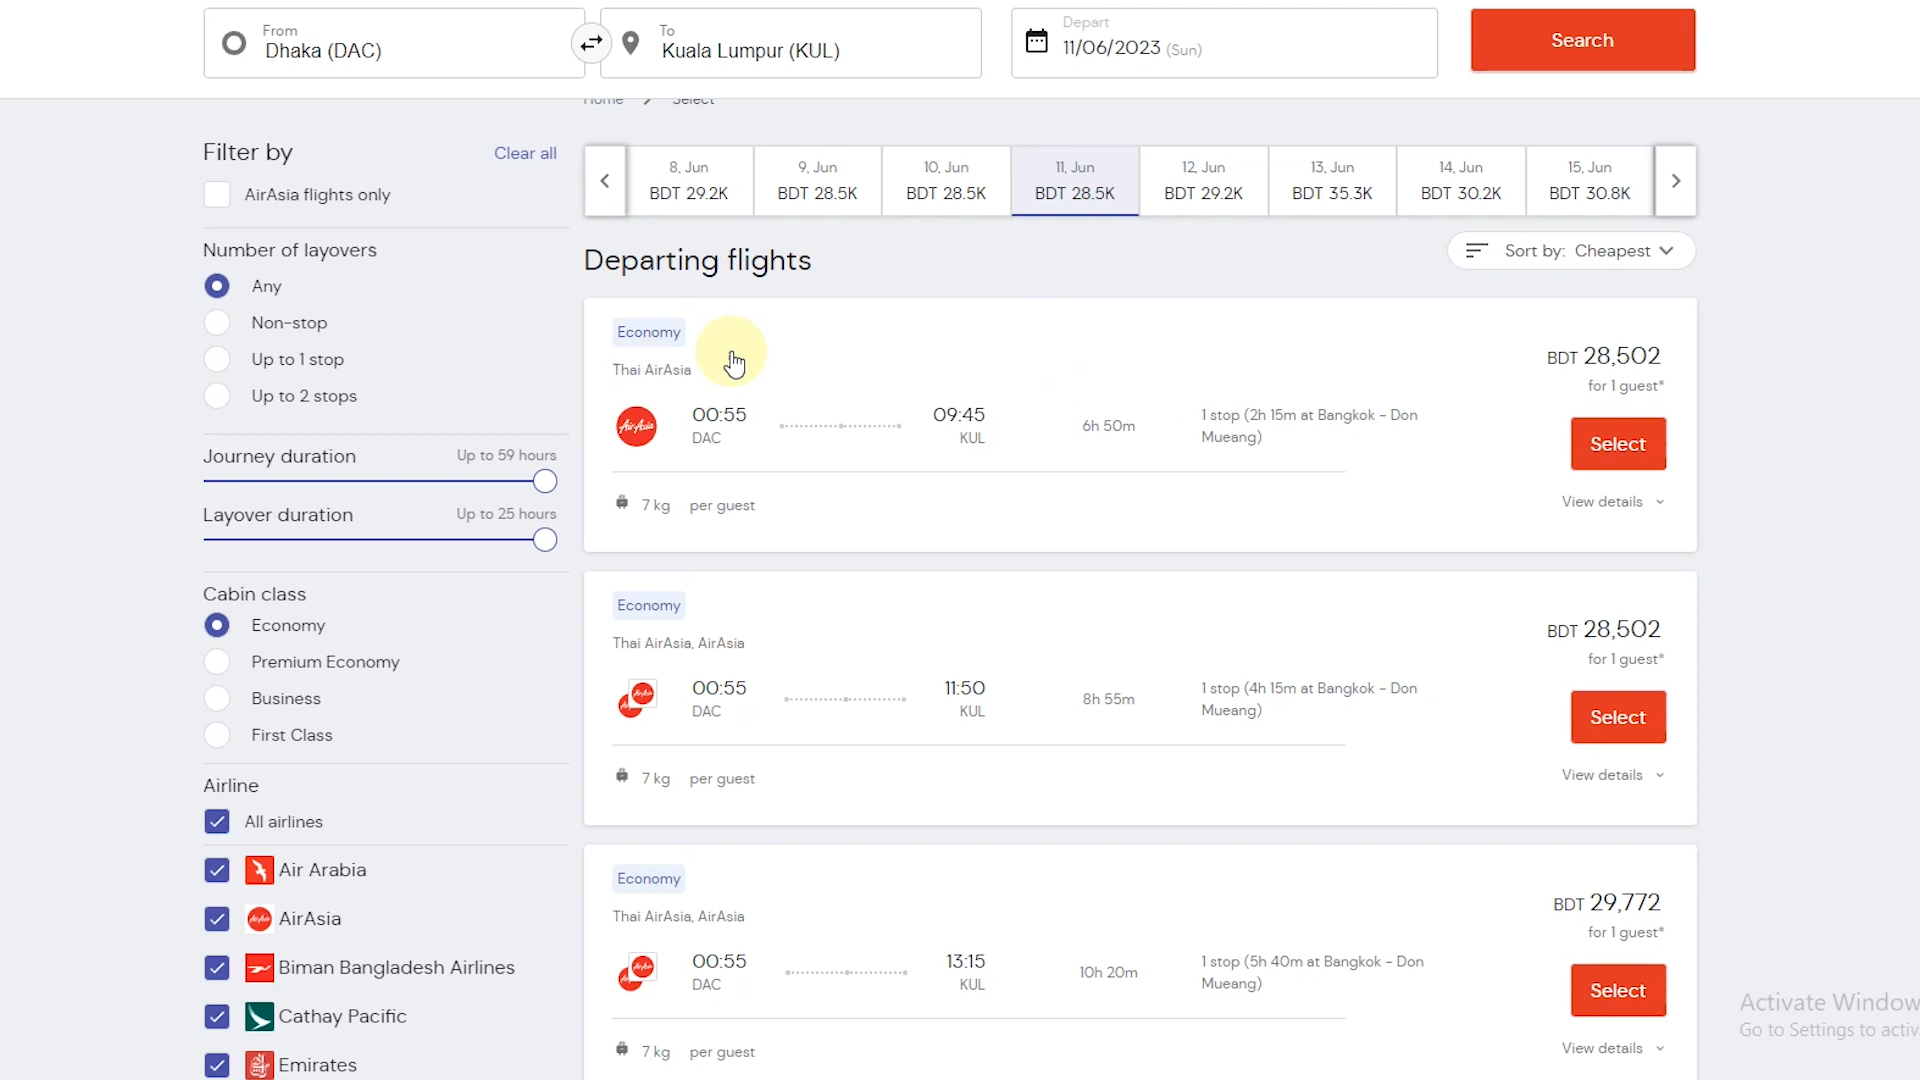 From
Dhaka (DAC)
To
Kuala Lumpur (KUL)
Depart
11/06/2023 (Sun)
Search
Home > Select
Filter by
Clear all
AirAsia flights only
Number of layovers
Any
Non-stop
Up to 1 stop
Up to 2 stops
Journey duration
Up to 59 hours
Layover duration
Up to 25 hours
Cabin class
Economy
Premium Economy
Business
First Class
Airline
All airlines
Air Arabia
AirAsia
Biman Bangladesh Airlines
Cathay Pacific
Emirates
8, Jun
BDT 29.2K
9, Jun
BDT 28.5K
10, Jun
BDT 28.5K
11, Jun
BDT 28.5K
12, Jun
BDT 29.2K
13, Jun
BDT 35.3K
14, Jun
BDT 30.2K
15, Jun
BDT 30.8K
Departing flights
Sort by: Cheapest
Economy
Thai AirAsia
AirAsia
00:55
DAC
09:45
KUL
6h 50m
1 stop (2h 15m at Bangkok - Don
Mueang)
7 kg per guest
BDT 28,502
for 1 guest*
Select
View details
Economy
Thai AirAsia, AirAsia
00:55
DAC
11:50
KUL
8h 55m
1 stop (4h 15m at Bangkok - Don
Mueang)
7 kg per guest
BDT 28,502
for 1 guest*
Select
View details
Economy
Thai AirAsia, AirAsia
00:55
DAC
13:15
KUL
10h 20m
1 stop (5h 40m at Bangkok - Don
Mueang)
7 kg per guest
BDT 29,772
for 1 guest*
Select
View details
Activate Window
Go to Settings to activ